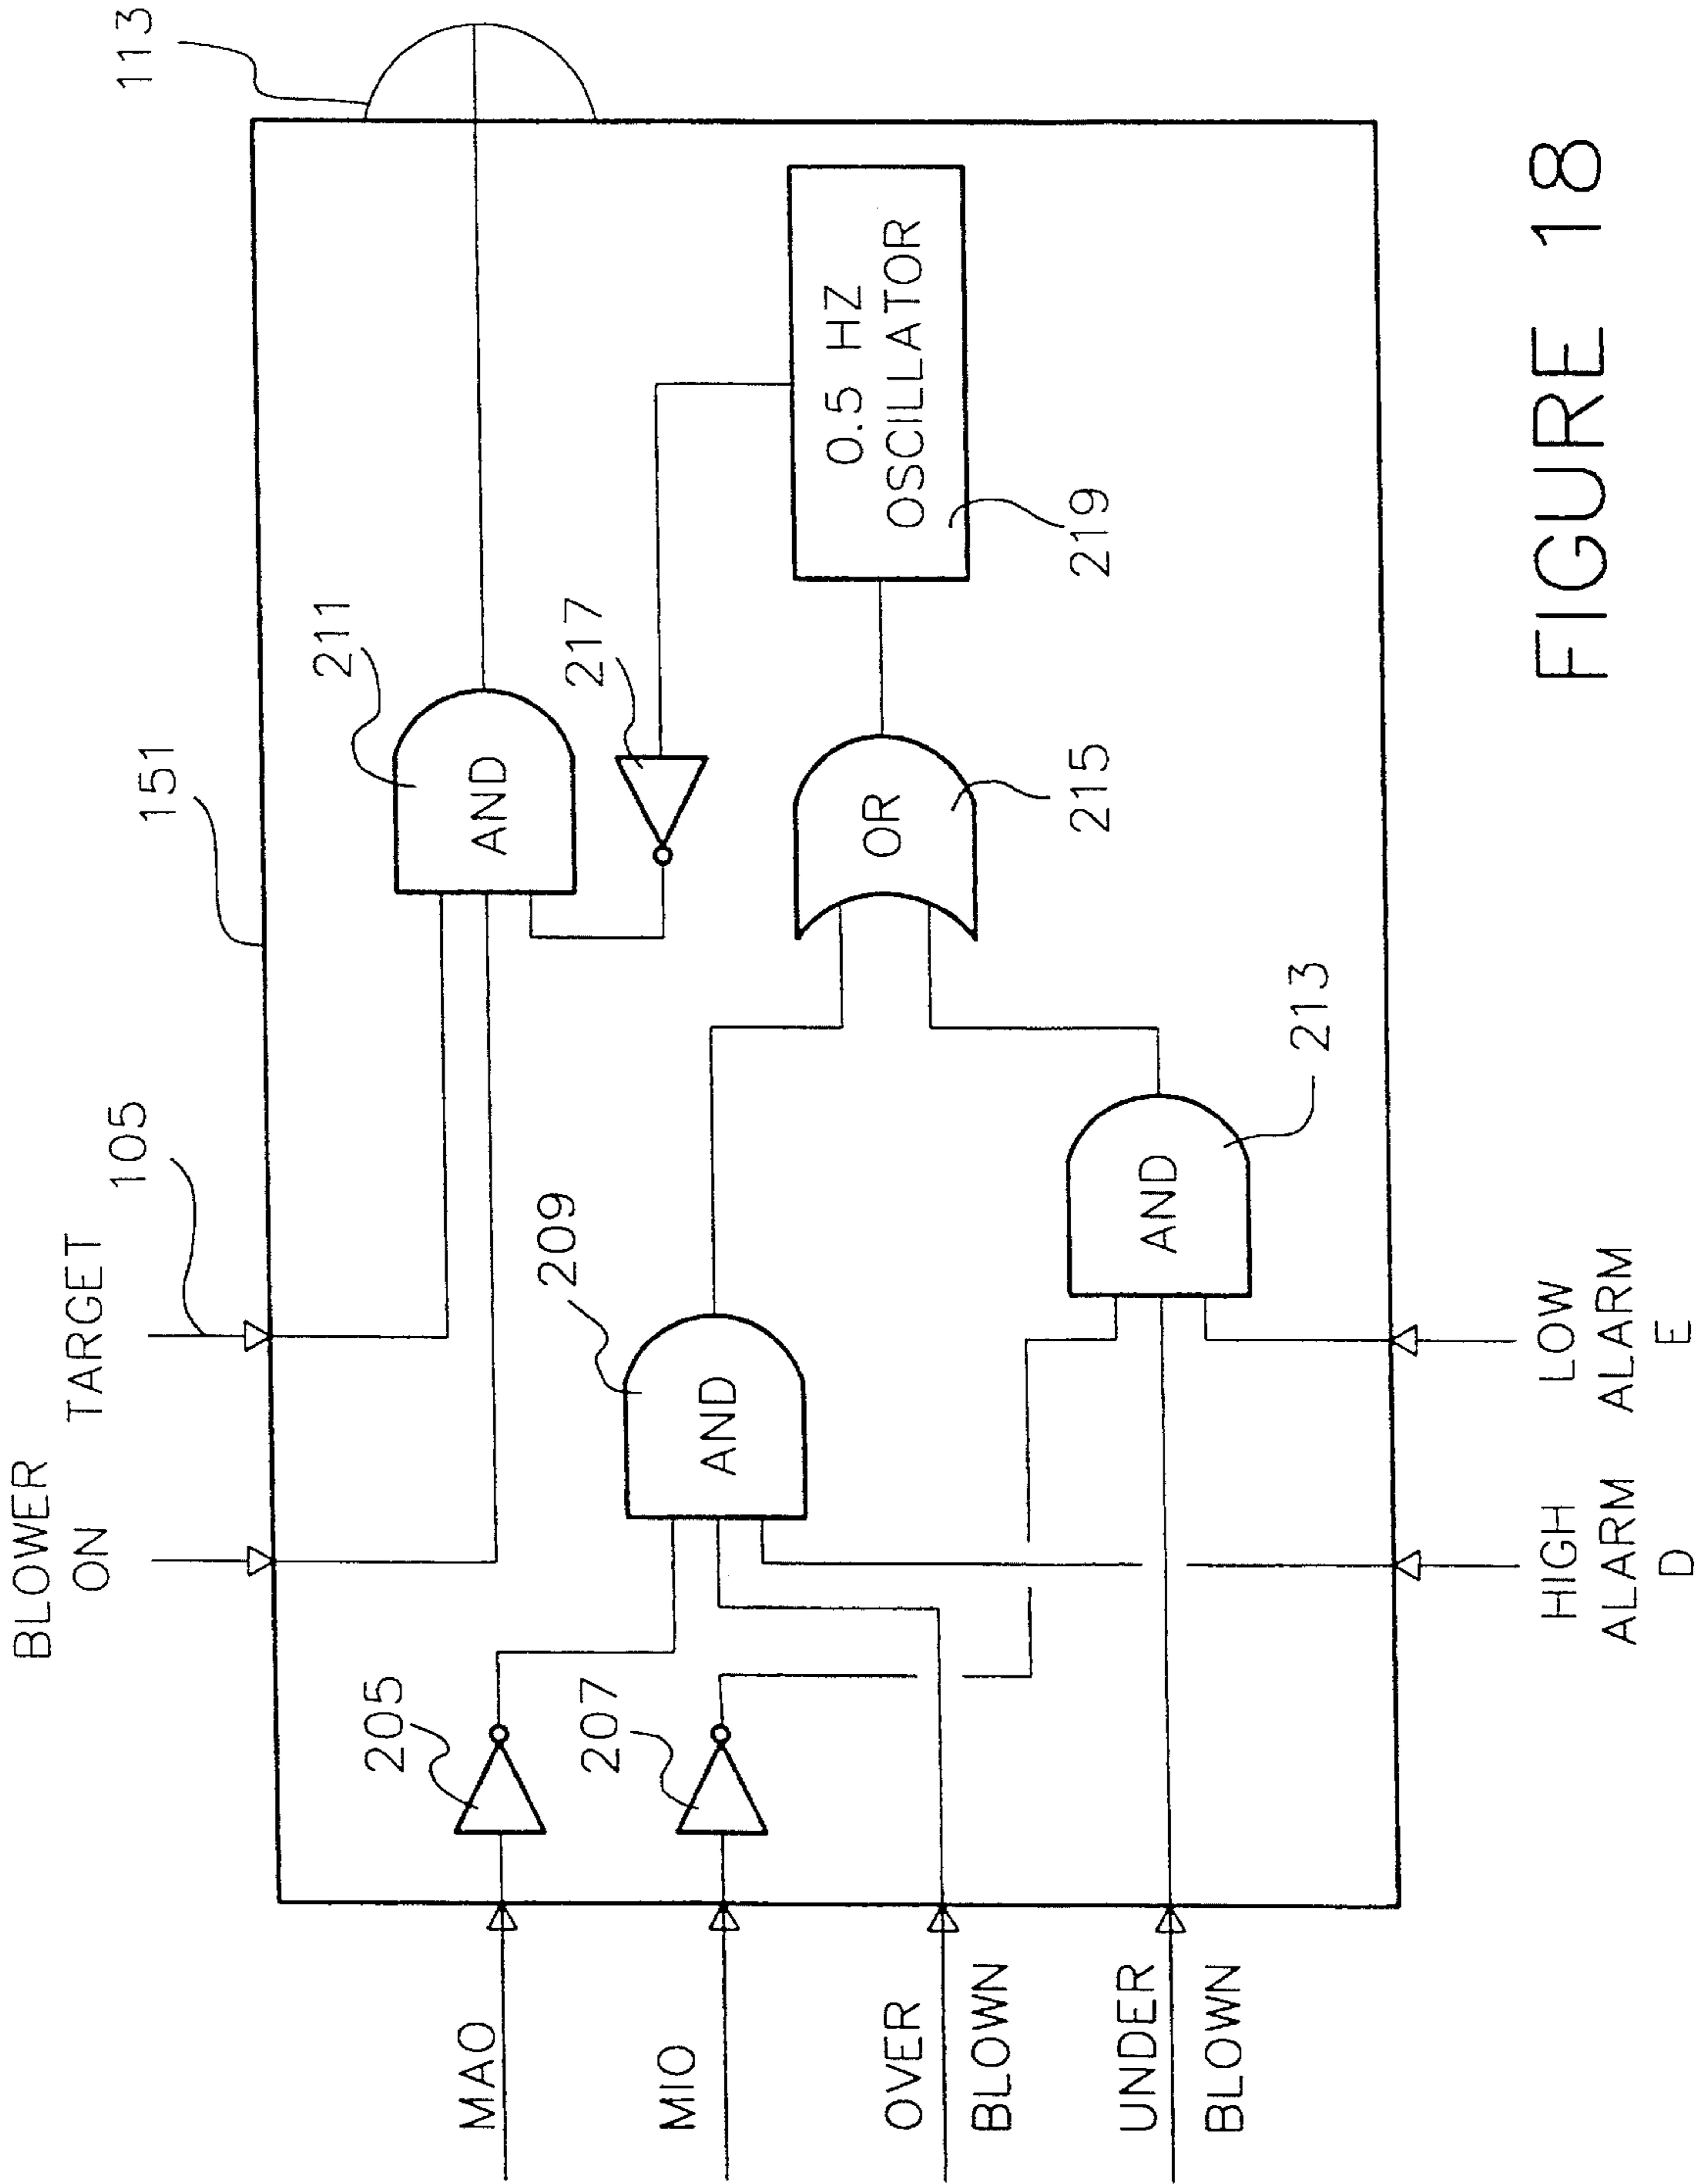 BLOWER
ON
TARGET
105
151
113
211
217
AND
205
207
209
AND
0.5 HZ
OSCILLATOR
219
OR
215
AND
213
MAO
MIO
OVER
BLOWN
UNDER
BLOWN
HIGH
ALARM
D
LOW
ALARM
E
FIGURE 18